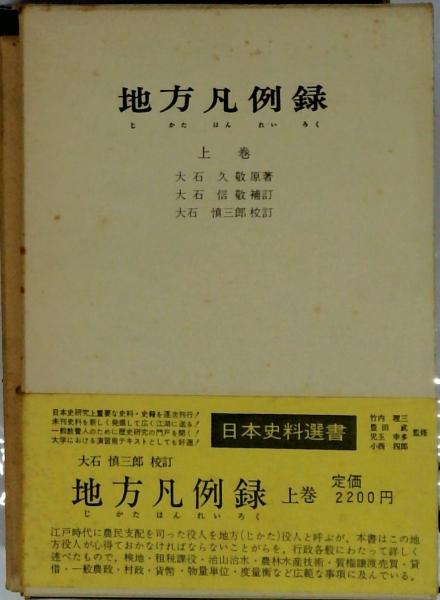 地方凡例録
じ かた はん れい ろく
上巻
大石久敬原著
大石信敬補訂
大石慎三郎校訂
日本史研究上重要な史料・史籍を逐次刊行!
未刊史料を新しく発掘して広く江湖に送る!
一般教養人のために歴史研究の門戸を開く!
大学における演習用テキストとしても好適!
日本史料選書
竹内理三
豊田武
児玉幸多
小西四郎
監修
大石慎三郎 校訂
地方凡例録 上巻 定価2200円
じ かた はん れい ろく
江戸時代に農民支配を司った役人を地方(じかた)役人と呼ぶが、本書はこの地
方役人が心得ておかなければならないことがらを、行政各般にわたって詳しく
述べたもので、検地・租税課役・治山治水・農林水産技術・質権譲渡売買・貸
借・一般農政・村政・貨幣・物量単位・度量衡など広範な事項に及んでいる。